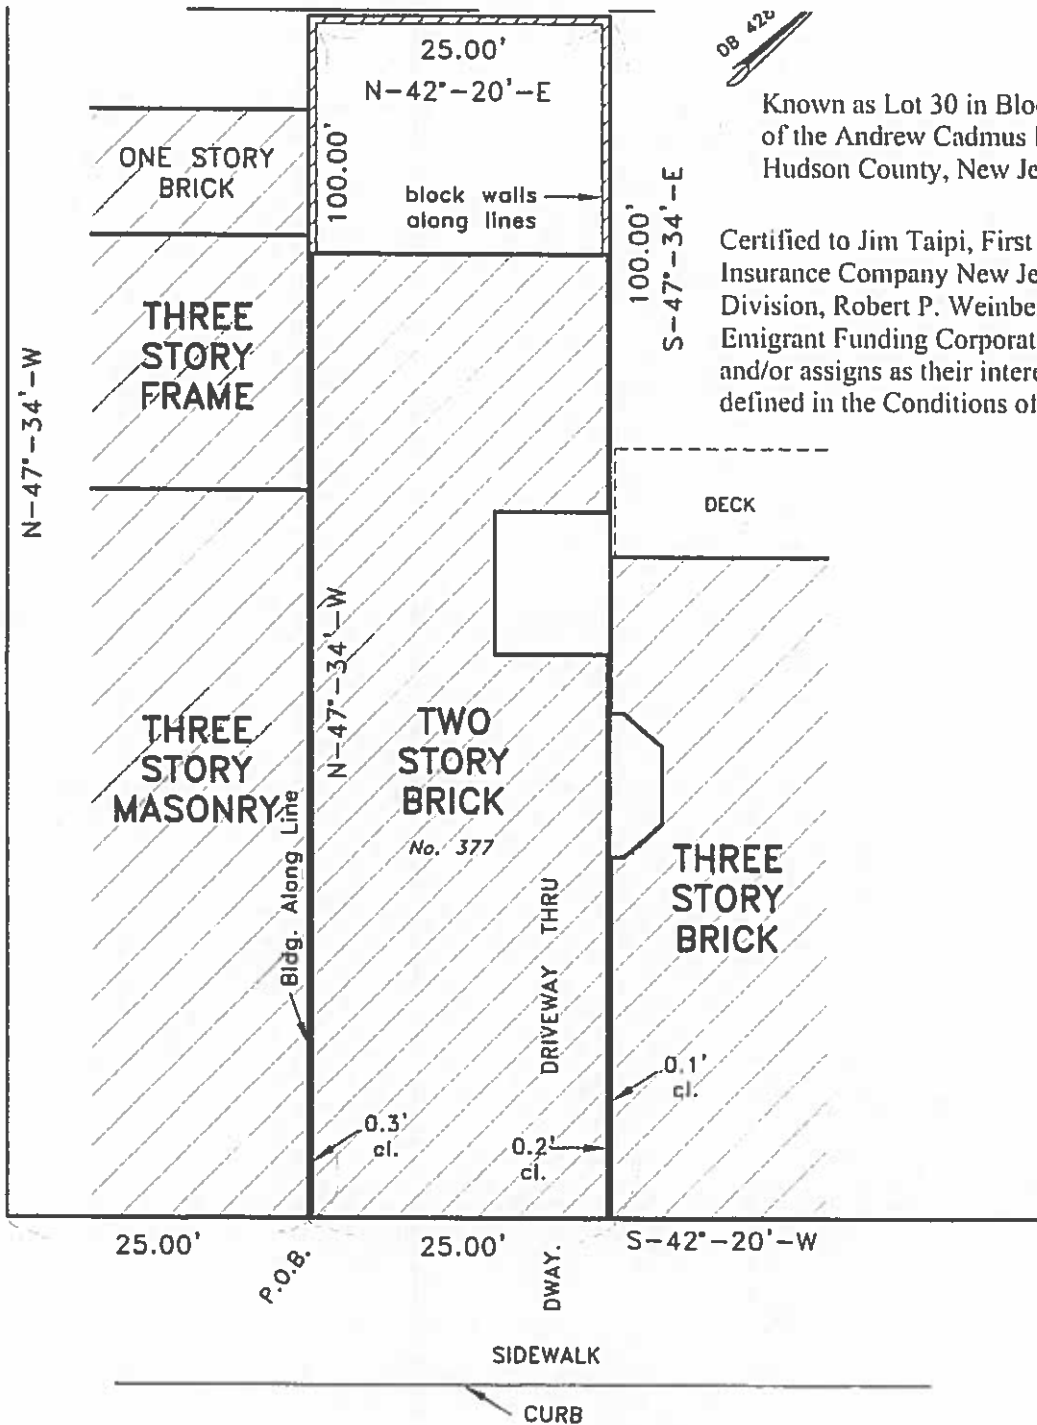 DB 428
25.00'
N-42°-20'-E
100.00'
block walls
along lines
100.00'
S-47°-34'-E
Known as Lot 30 in Bloc
of the Andrew Cadmus
Hudson County, New Je
Certified to Jim Taipi, First
Insurance Company New Je
Division, Robert P. Weinbe
Emigrant Funding Corporat
and/or assigns as their intere
defined in the Conditions of
ONE STORY
BRICK
THREE
STORY
FRAME
N-47°-34'-W
DECK
N-47°-34'-W
THREE
STORY
MASONRY
Bldg. Along Line
TWO
STORY
BRICK
No. 377
DRIVEWAY THRU
THREE
STORY
BRICK
0.1'
cl.
0.3'
cl.
0.2'
cl.
25.00'
P.O.B.
25.00'
DWAY.
S-42°-20'-W
SIDEWALK
CURB